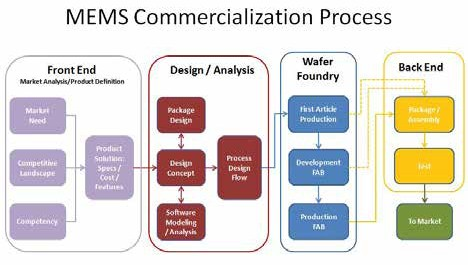 MEMS Commercialization Process
Front End
Market Analysis/Product Definition
Market
Need
Competitive
Landscape
Competency
Product
Solution:
Specs /
Cost /
Features
Design / Analysis
Package
Design
Design
Concept
Software
Modeling
/ Analysis
Process
Design
Flow
Wafer
Foundry
First Article
Production
Development
FAB
Production
FAB
Back End
Package /
Assembly
Test
To Market